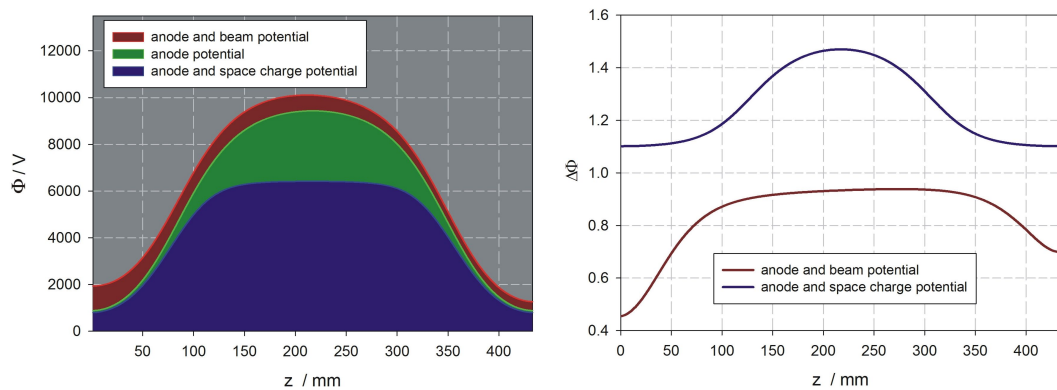 12000
10000
8000
6000
4000
2000
0
Φ / V
anode and beam potential
anode potential
anode and space charge potential
50 100 150 200 250 300 350 400
z / mm
1.6
1.4
1.2
1.0
0.8
0.6
0.4
ΔΦ
anode and beam potential
anode and space charge potential
0 50 100 150 200 250 300 350 400
z / mm